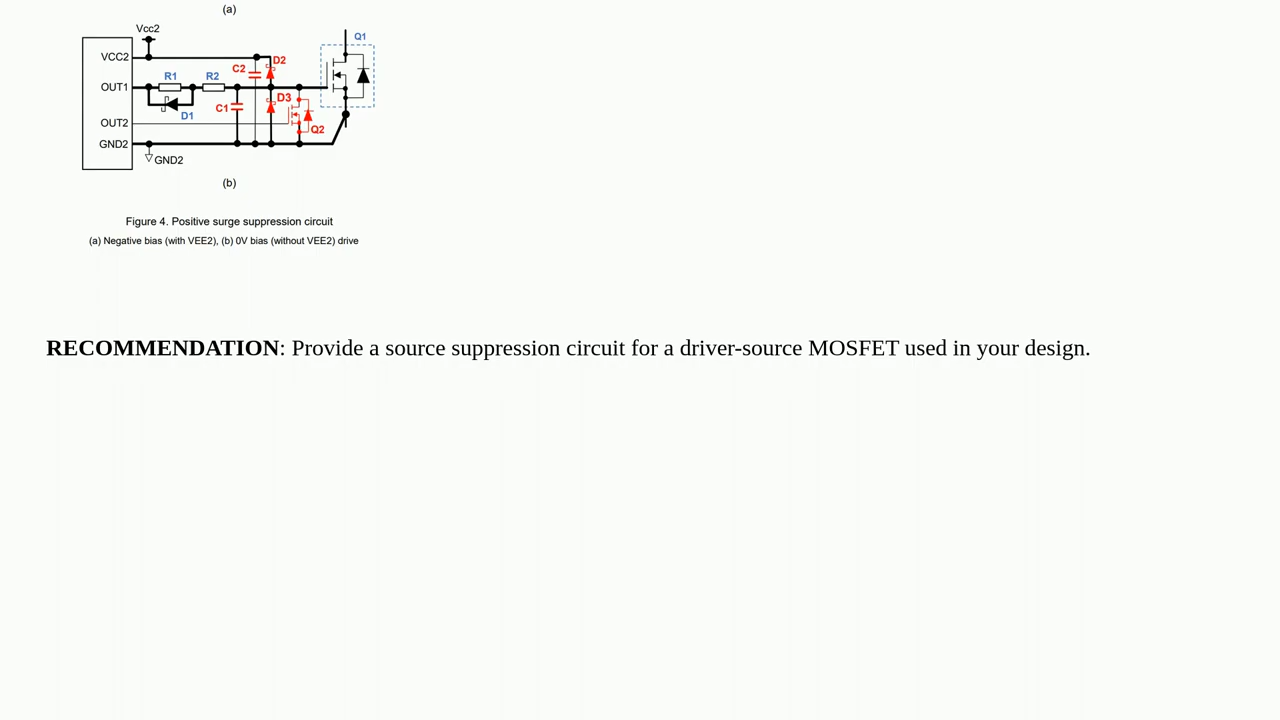 (a)
Vcc2
Q1
VCC2
D2
C2
R1
R2
OUT1
D3
C1
D1
OUT2
Q2
GND2
GND2
(b)
Figure 4. Positive surge suppression circuit
(a) Negative bias (with VEE2), (b) 0V bias (without VEE2) drive
RECOMMENDATION: Provide a source suppression circuit for a driver-source MOSFET used in your design.